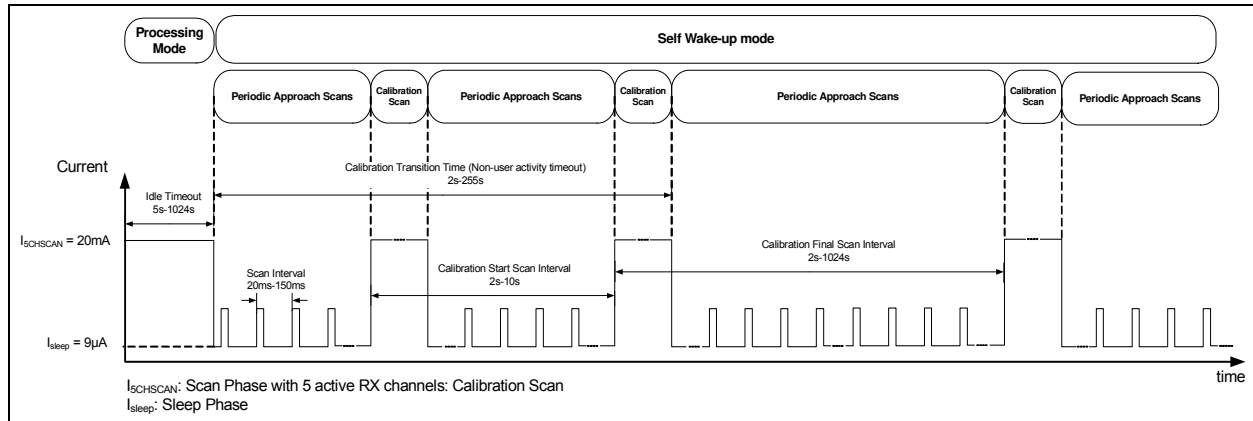 Processing
Mode
Self Wake-up mode
Periodic Approach Scans
Calibration
Scan
Periodic Approach Scans
Calibration
Scan
Periodic Approach Scans
Calibration
Scan
Periodic Approach Scans
Current
Calibration Transition Time (Non-user activity timeout)
2s-255s
Idle Timeout
5s-1024s
I5CHSCAN = 20mA
Calibration Final Scan Interval
2s-1024s
Scan Interval
20ms-150ms
Calibration Start Scan Interval
2s-10s
Isleep = 9µA
time
I5CHSCAN: Scan Phase with 5 active RX channels: Calibration Scan
Isleep: Sleep Phase